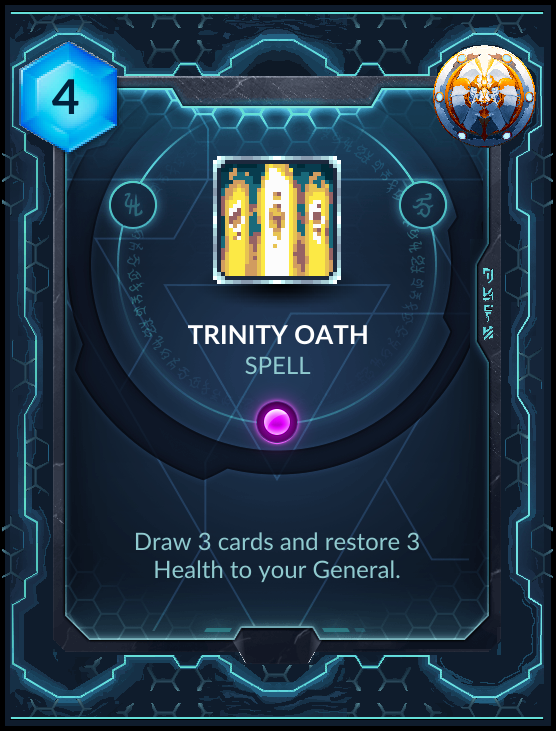 4
TRINITY OATH
SPELL
Draw 3 cards and restore 3
Health to your General.